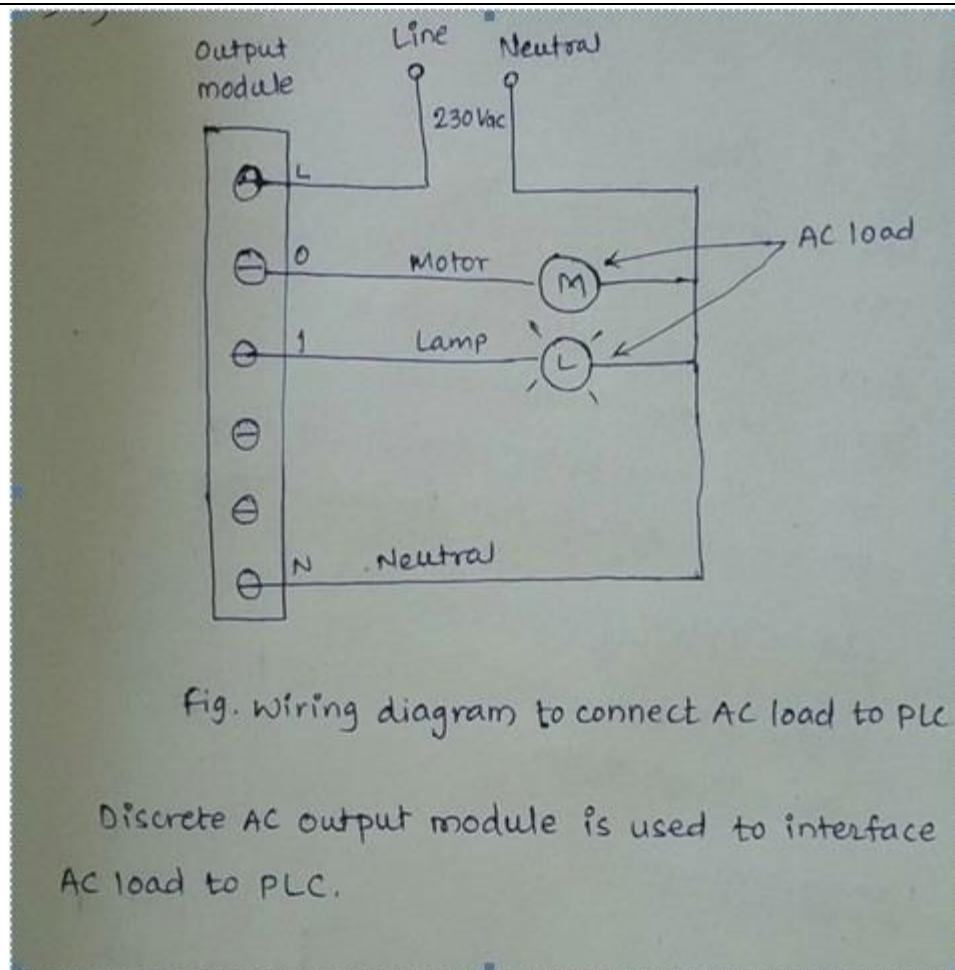 Output
module
Line
Neutral
230 Vac
L
0
Motor
M
AC load
1
Lamp
L
N
Neutral
Fig. Wiring diagram to connect AC load to PLC
Discrete AC output module is used to interface
AC load to PLC.